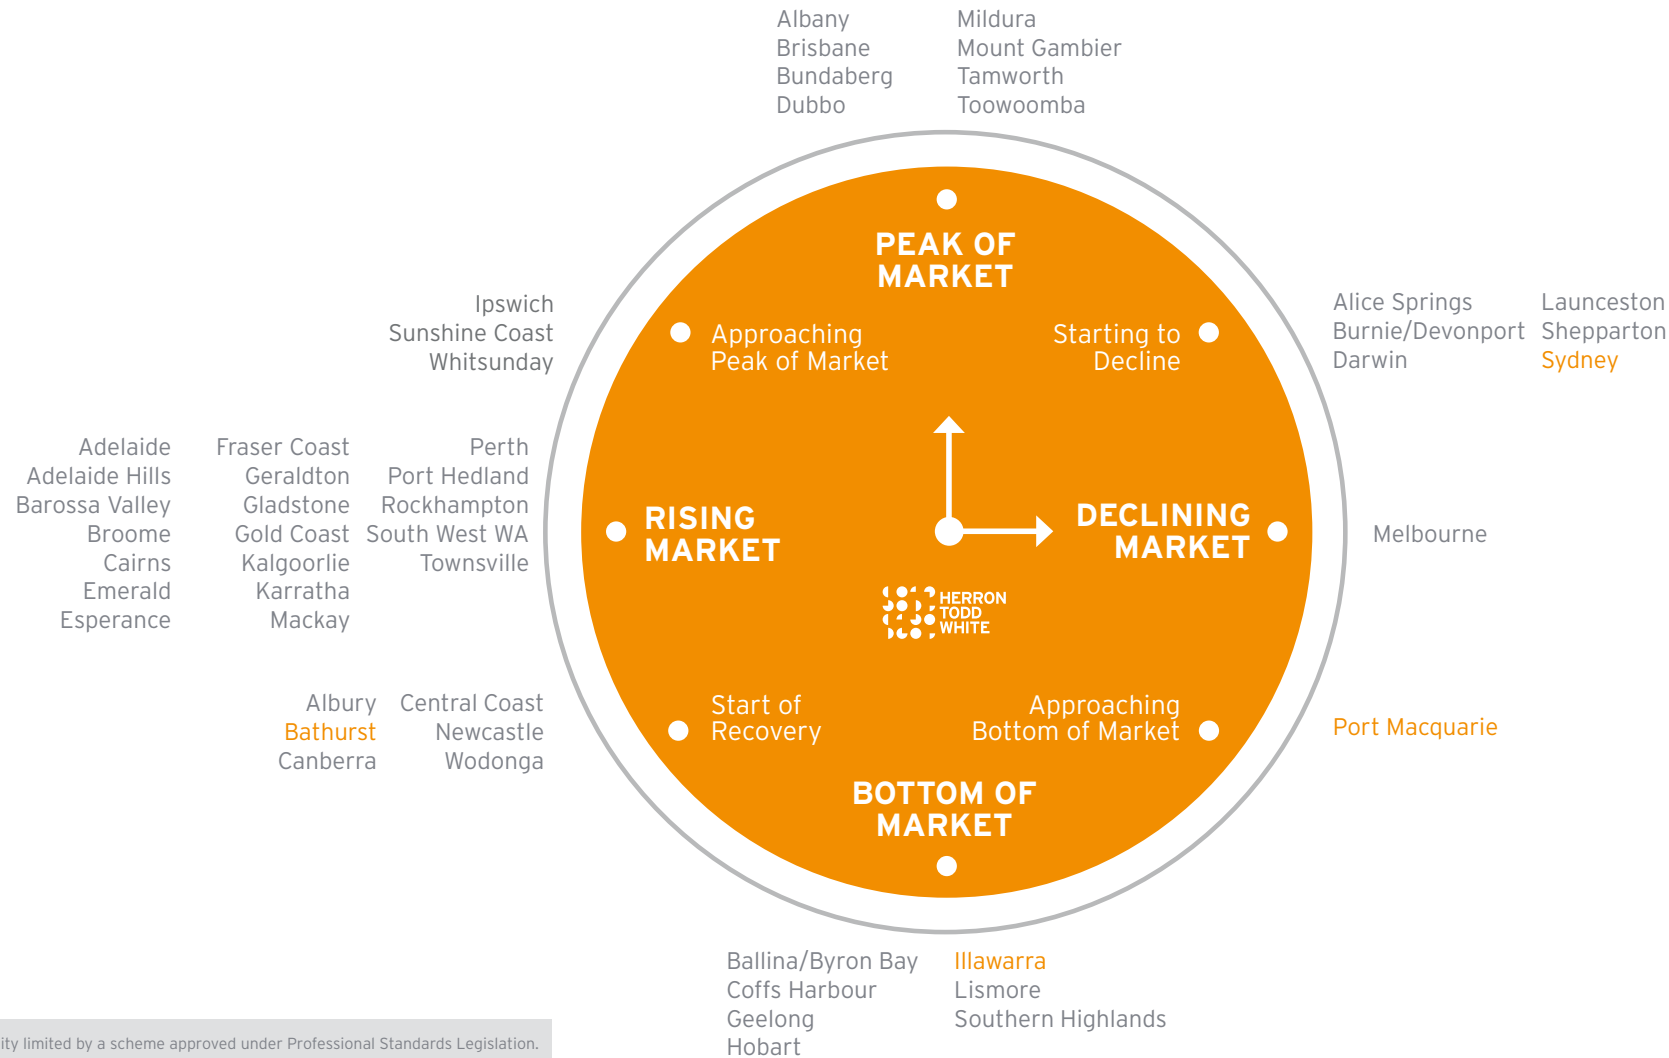 Albany
Brisbane
Bundaberg
Dubbo
Mildura
Mount Gambier
Tamworth
Toowoomba
PEAK OF
MARKET
Ipswich
Sunshine Coast
Whitsunday
Approaching
Peak of Market
Starting to
Decline
Alice Springs
Burnie/Devonport
Darwin
Launceston
Shepparton
Sydney
Adelaide
Adelaide Hills
Barossa Valley
Broome
Cairns
Emerald
Esperance
Fraser Coast
Geraldton
Gladstone
Gold Coast
Kalgoorlie
Karratha
Mackay
Perth
Port Hedland
Rockhampton
South West WA
Townsville
RISING
MARKET
DECLINING
MARKET
Melbourne
HERRON
TODD
WHITE
Albury
Bathurst
Canberra
Central Coast
Newcastle
Wodonga
Start of
Recovery
Approaching
Bottom of Market
Port Macquarie
BOTTOM OF
MARKET
Ballina/Byron Bay
Coffs Harbour
Geelong
Hobart
Illawarra
Lismore
Southern Highlands
ity limited by a scheme approved under Professional Standards Legislation.